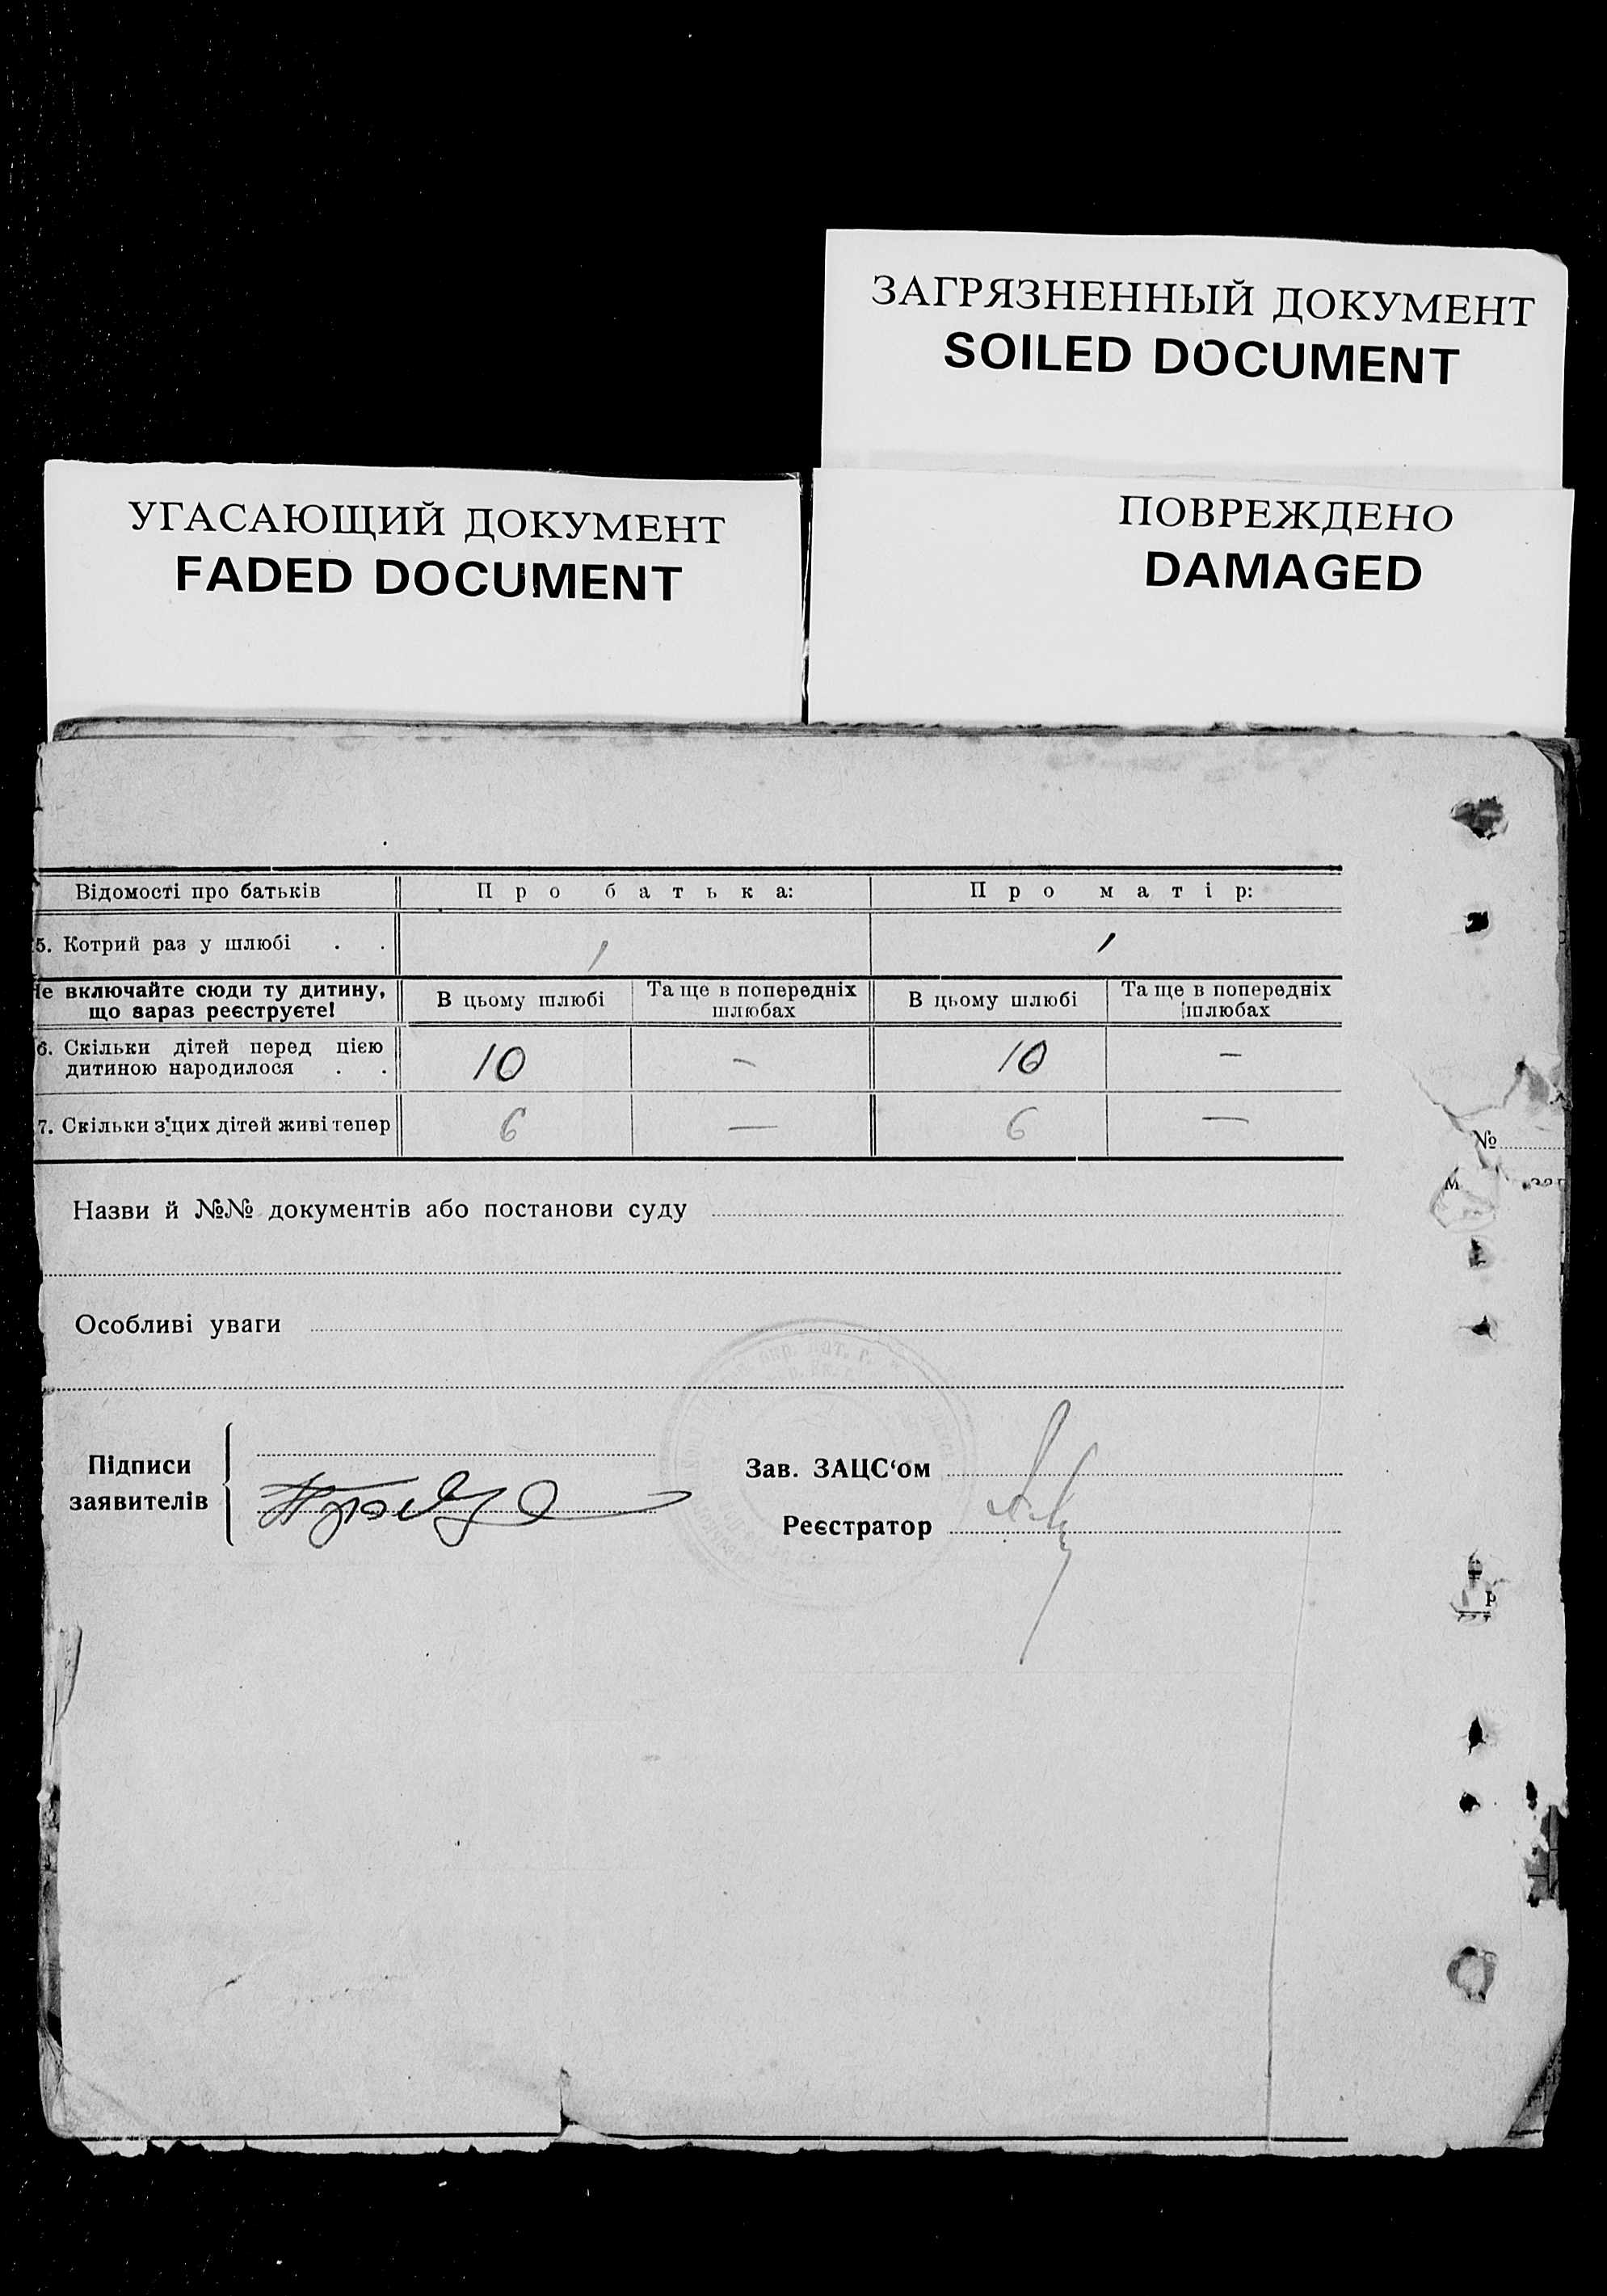 ЗАГРЯЗНЕННЫЙ ДОКУМЕНТ
SOILED DOCUMENT
УГАСАЮЩИЙ ДОКУМЕНТ
FADED DOCUMENT
ПОВРЕЖДЕНО
DAMAGED
Відомості про батьків Про батька: Про матір:
5. Котрий раз у шлюбі . . 1 1
Не включайте сюди ту дитину, що зараз реєструєте! В цьому шлюбі Та ще в попередніх шлюбах В цьому шлюбі Та ще в попередніх шлюбах
6. Скільки дітей перед цією дитиною народилося . . 10 — 10 —
7. Скільки з цих дітей живі тепер 6 — 6 —
№
Назви й №№ документів або постанови суду
Особливі уваги
Підписи заявителів
Зав. ЗАЦС‘ом
Реєстратор